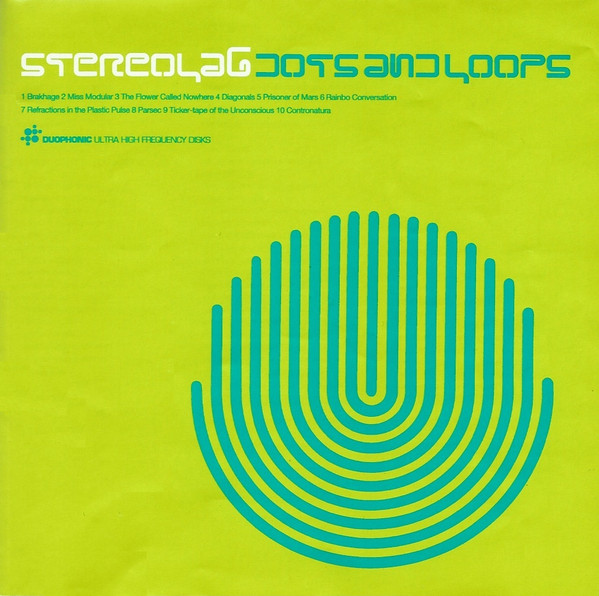 STEREOLAB DOTS AND LOOPS
1 Brakhage 2 Miss Modular 3 The Flower Called Nowhere 4 Diagonals 5 Prisoner of Mars 6 Rainbo Conversation
7 Refractions in the Plastic Pulse 8 Parsec 9 Ticker-tape of the Unconscious 10 Contronatura
DUOPHONIC ULTRA HIGH FREQUENCY DISKS